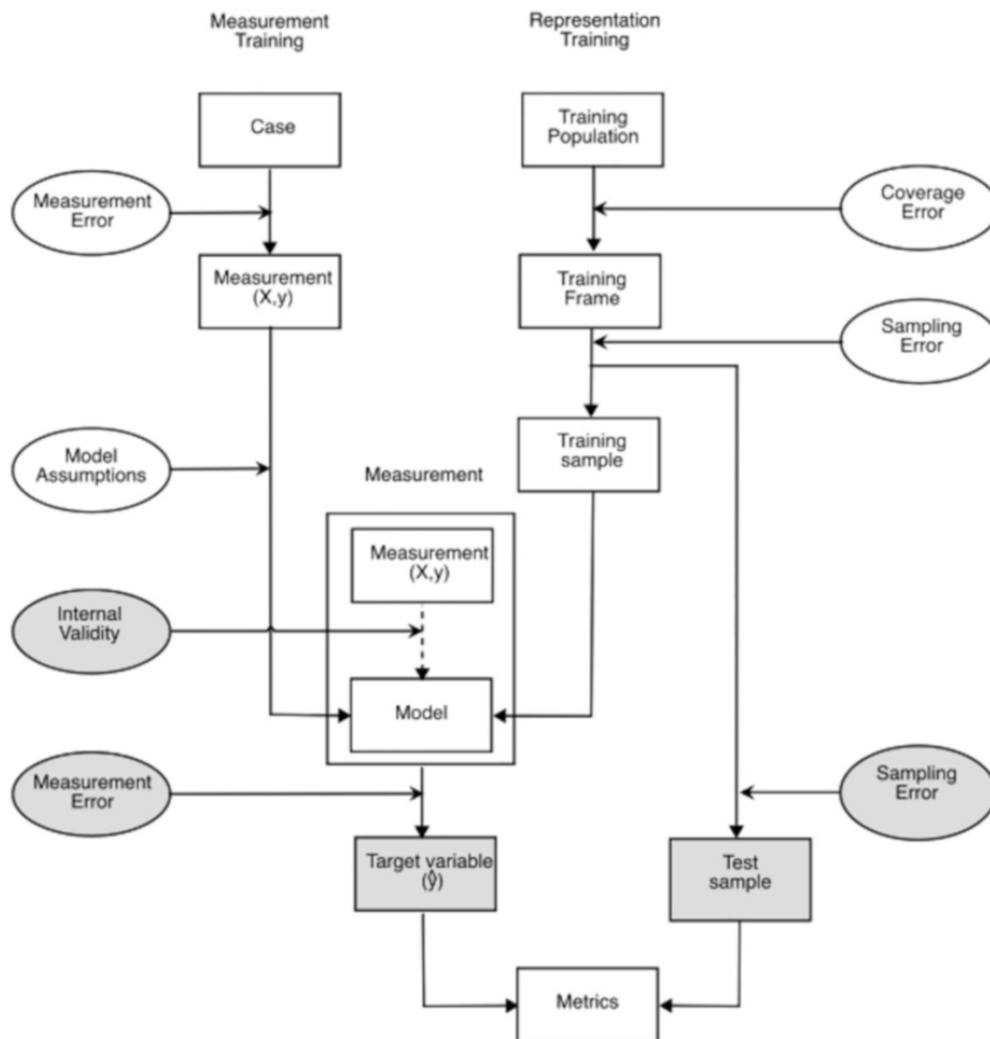 Measurement
Training
Representation
Training
Case
Training
Population
Measurement
Error
Coverage
Error
Measurement
(X,y)
Training
Frame
Sampling
Error
Training
sample
Model
Assumptions
Measurement
Measurement
(X,y)
Internal
Validity
Model
Measurement
Error
Sampling
Error
Target variable
(ŷ)
Test
sample
Metrics